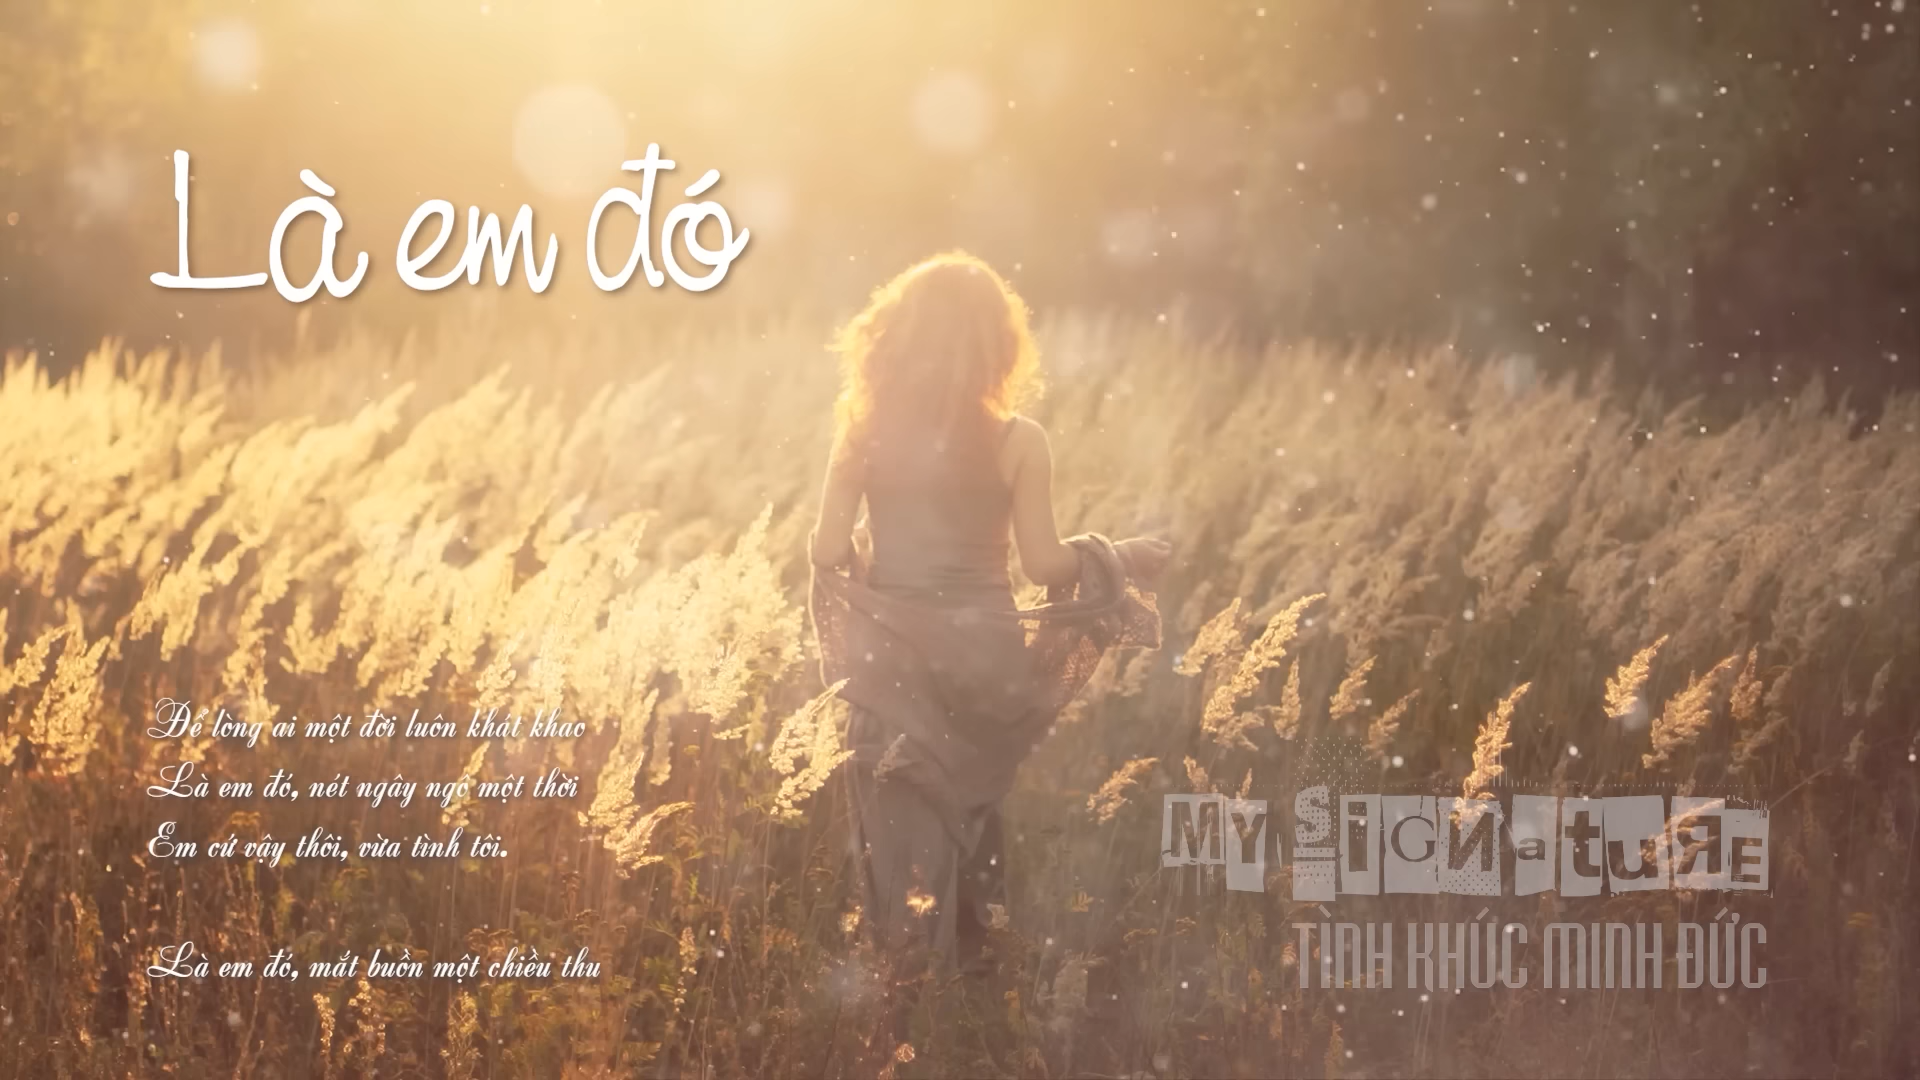 Là em đó
Để lòng ai một đời luôn khát khao
Là em đó, nét ngây ngô một thời
Em cứ vậy thôi, vừa tình tôi.
Là em đó, mắt buồn một chiều thu
MY SiGNatuRE
TÌNH KHÚC MINH ĐỨC